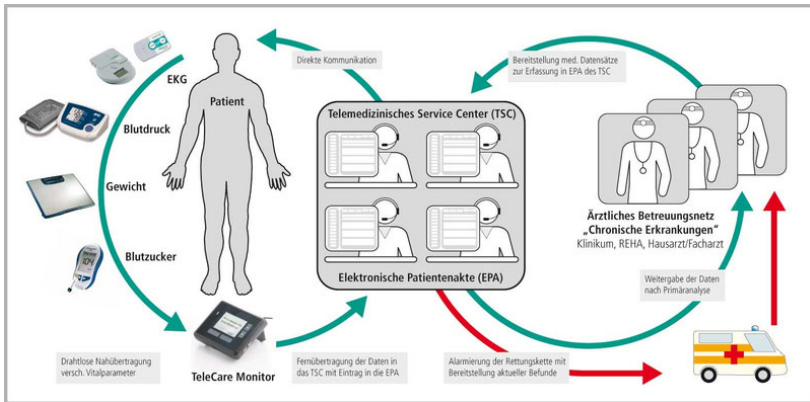 EKG
Patient
Blutdruck
Gewicht
Blutzucker
Drahtlose Nahübertragung
versch. Vitalparameter
TeleCare Monitor
Direkte Kommunikation
Telemedizinisches Service Center (TSC)
Elektronische Patientenakte (EPA)
Fernübertragung der Daten in
das TSC mit Eintrag in die EPA
Bereitstellung med. Datensätze
zur Erfassung in EPA des TSC
Ärztliches Betreuungsnetz
„Chronische Erkrankungen“
Klinikum, REHA, Hausarzt/Facharzt
Weitergabe der Daten
nach Primäranalyse
Alarmierung der Rettungskette mit
Bereitstellung aktueller Befunde